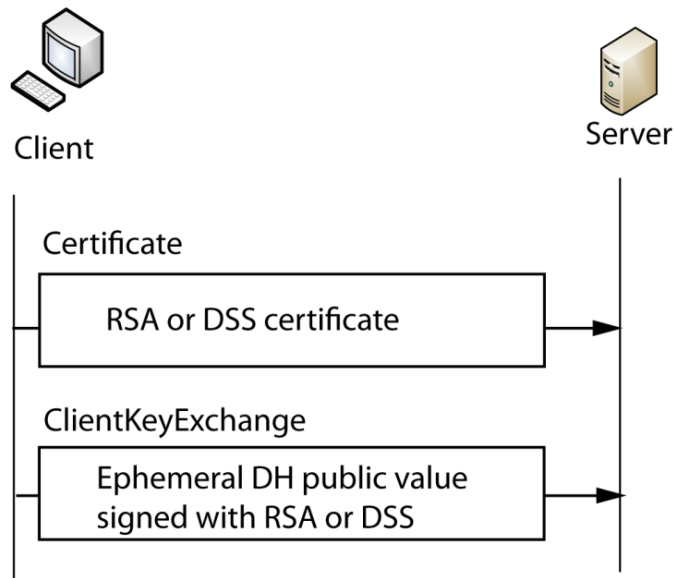 Client
Server
Certificate
RSA or DSS certificate
ClientKeyExchange
Ephemeral DH public value
signed with RSA or DSS